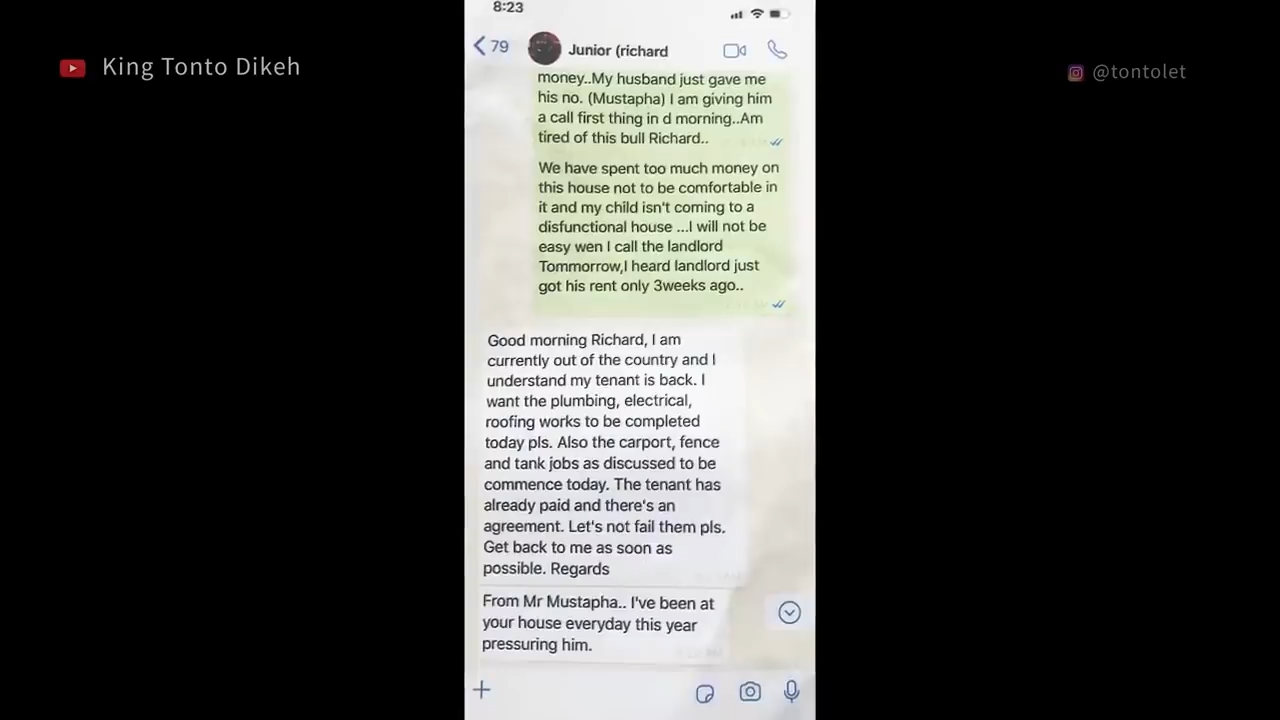 8:23
King Tonto Dikeh
@tontolet
79
Junior (richard
money..My husband just gave me
his no. (Mustapha) I am giving him
a call first thing in d morning..Am
tired of this bull Richard..
We have spent too much money on
this house not to be comfortable in
it and my child isn't coming to a
disfunctional house ...I will not be
easy wen I call the landlord
Tommorrow,I heard landlord just
got his rent only 3weeks ago..
Good morning Richard, I am
currently out of the country and I
understand my tenant is back. I
want the plumbing, electrical,
roofing works to be completed
today pls. Also the carport, fence
and tank jobs as discussed to be
commence today. The tenant has
already paid and there's an
agreement. Let's not fail them pls.
Get back to me as soon as
possible. Regards
From Mr Mustapha.. I've been at
your house everyday this year
pressuring him.